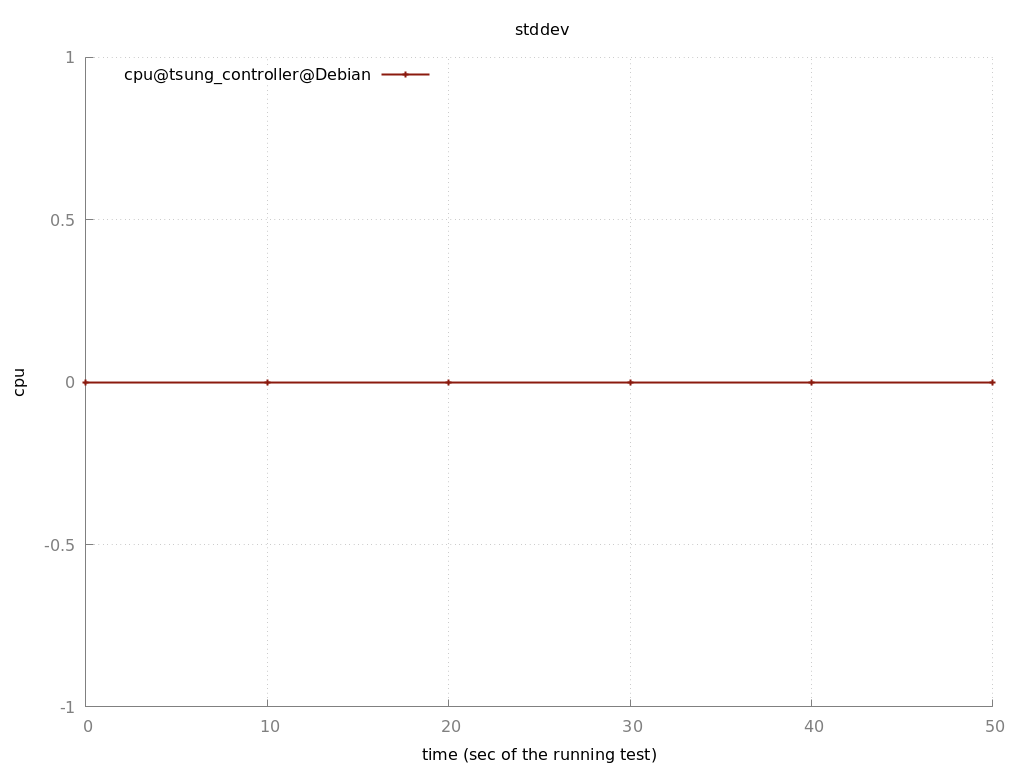 stddev
1
cpu@tsung_controller@Debian
0.5
cpu
0
-0.5
-1
0 10 20 30 40 50
time (sec of the running test)